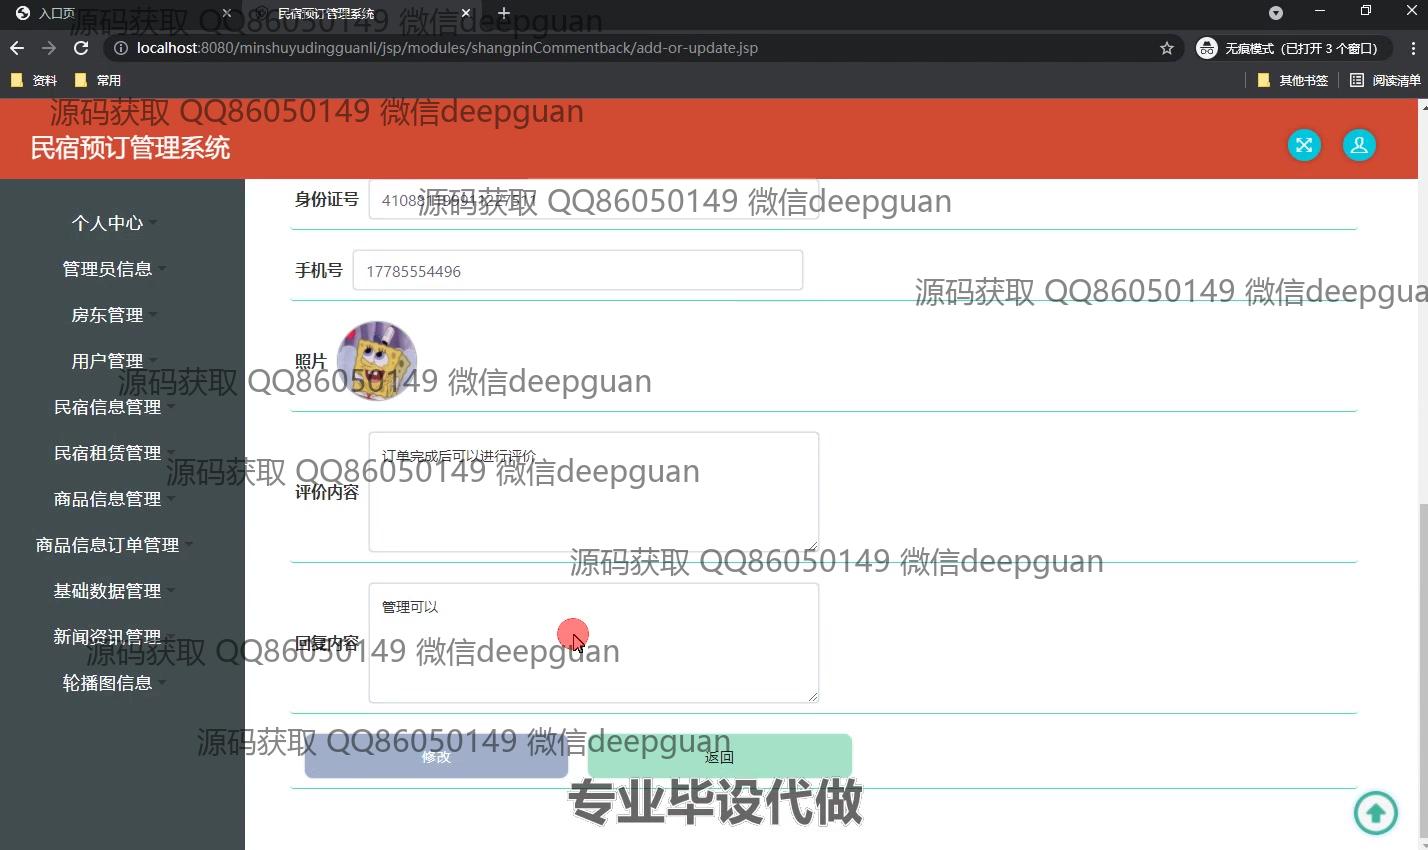 入口页
民宿预订管理系统
源码获取 QQ86050149 微信deepguan
localhost:8080/minshuyudingguanli/jsp/modules/shangpinCommentback/add-or-update.jsp
无痕模式（已打开 3 个窗口）
资料
常用
其他书签
阅读清单
源码获取 QQ86050149 微信deepguan
民宿预订管理系统
身份证号
源码获取 QQ86050149 微信deepguan
个人中心
管理员信息
手机号
17785554496
源码获取 QQ86050149 微信deepgua
房东管理
用户管理
照片
源码获取 QQ86050149 微信deepguan
民宿信息管理
民宿租赁管理
订单完成后可以进行评价
源码获取 QQ86050149 微信deepguan
评价内容
商品信息管理
商品信息订单管理
源码获取 QQ86050149 微信deepguan
基础数据管理
管理可以
新闻资讯管理
回复内容
源码获取 QQ86050149 微信deepguan
轮播图信息
源码获取 QQ86050149 微信deepguan
修改
返回
专业毕设代做